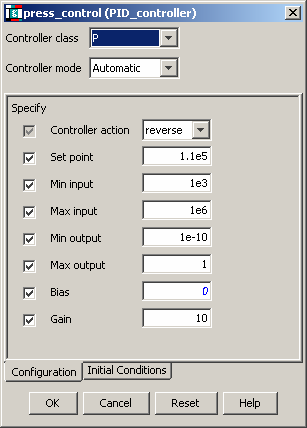 press_control (PID_controller)
Controller class P
Controller mode Automatic
Specify
Controller action reverse
Set point 1.1e5
Min input 1e3
Max input 1e6
Min output 1e-10
Max output 1
Bias 0
Gain 10
Configuration Initial Conditions
OK Cancel Reset Help